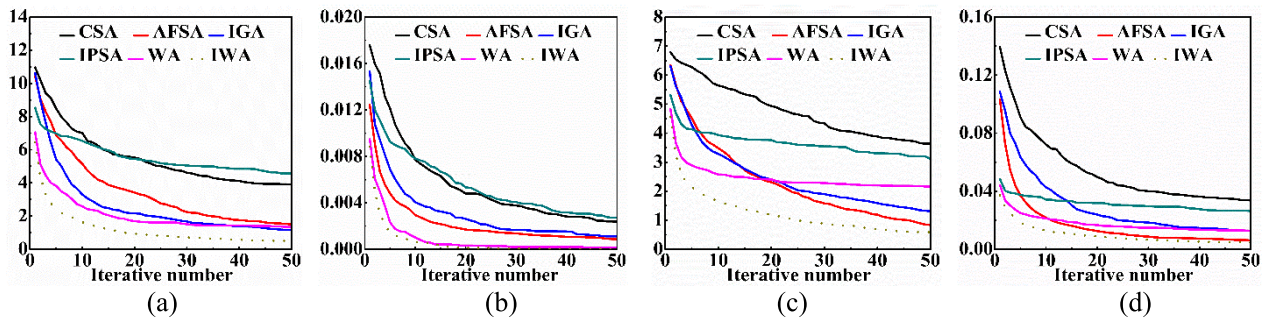 14
12
10
8
6
4
2
0
CSA AFSA IGA
IPSA WA IWA
0 10 20 30 40 50
Iterative number
(a)
0.020
0.016
0.012
0.008
0.004
0.000
CSA AFSA IGA
IPSA WA IWA
0 10 20 30 40 50
Iterative number
(b)
8
7
6
5
4
3
2
1
0
CSA AFSA IGA
IPSA WA IWA
0 10 20 30 40 50
Iterative number
(c)
0.16
0.12
0.08
0.04
0.00
CSA AFSA IGA
IPSA WA IWA
0 10 20 30 40 50
Iterative number
(d)